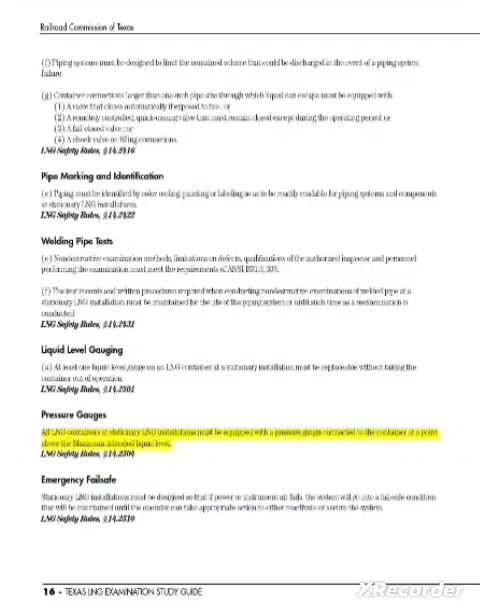 Railroad Commission of Texas
(f) Piping systems must be designed to limit the contained volume that could be discharged in the event of a piping system
failure.
(g) Container connections larger than one-inch pipe size through which liquid can escape must be equipped with:
(1) A valve that closes automatically if exposed to fire; or
(2) A remotely controlled, quick-closing valve that must remain closed except during the operating period; or
(3) A fail-closed valve; or
(4) A check valve on filling connections.
LNG Safety Rules, §14.2416
Pipe Marking and Identification
(e) Piping must be identified by color coding, painting or labeling so as to be readily readable for piping systems and components
at stationary LNG installations.
LNG Safety Rules, §14.2422
Welding Pipe Tests
(e) Nondestructive examination methods, limitations on defects, qualifications of the authorized inspector and personnel
performing the examination must meet the requirements of ANSI B31.3, 336.
(f) The test records and written procedures required when conducting nondestructive examinations of welded pipe at a
stationary LNG installation must be maintained for the life of the piping system or until such time as a reexamination is
conducted.
LNG Safety Rules, §14.2431
Liquid Level Gauging
(a) At least one liquid level gauge on an LNG container at a stationary installation must be replaceable without taking the
container out of operation.
LNG Safety Rules, §14.2501
Pressure Gauges
All LNG containers at stationary LNG installations must be equipped with a pressure gauge connected to the container at a point
above the Maximum intended liquid level.
LNG Safety Rules, §14.2504
Emergency Failsafe
Stationary LNG installations must be designed so that if power or instrument air fails, the system will go into a fail-safe condition
that will be maintained until the operator can take appropriate action to either reactivate or secure the system.
LNG Safety Rules, §14.2510
16 - TEXAS LNG EXAMINATION STUDY GUIDE
XRecorder